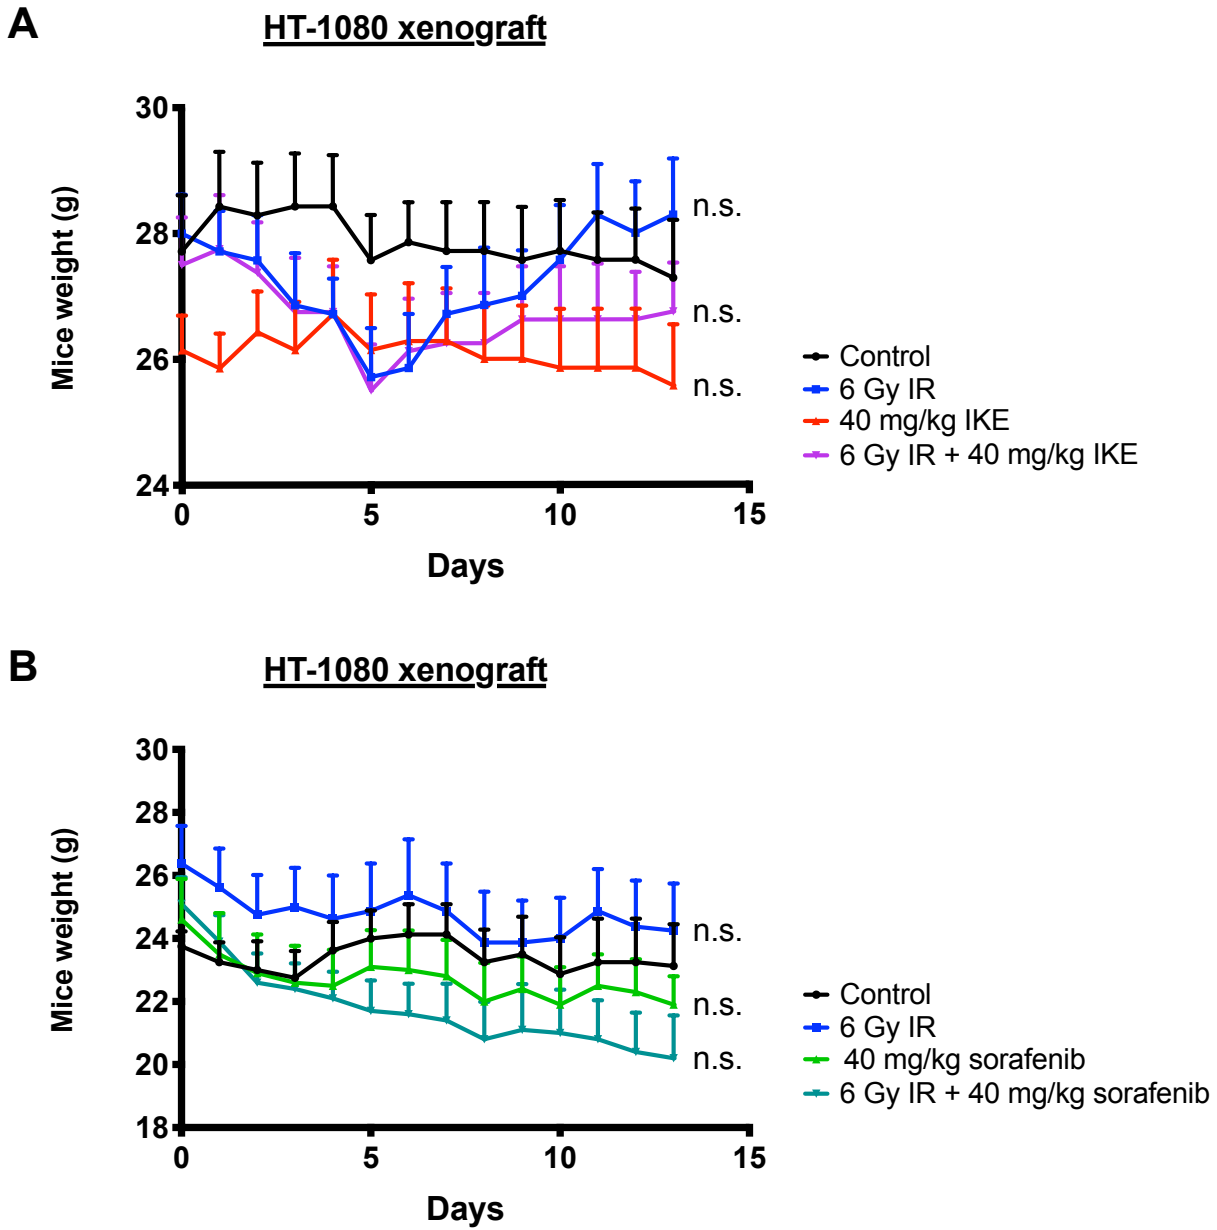 A
HT-1080 xenograft
Mice weight (g)
30
28
26
24
0
5
10
15
Days
n.s.
n.s.
n.s.
Control
6 Gy IR
40 mg/kg IKE
6 Gy IR + 40 mg/kg IKE
B
HT-1080 xenograft
Mice weight (g)
30
28
26
24
22
20
18
0
5
10
15
Days
n.s.
n.s.
n.s.
Control
6 Gy IR
40 mg/kg sorafenib
6 Gy IR + 40 mg/kg sorafenib